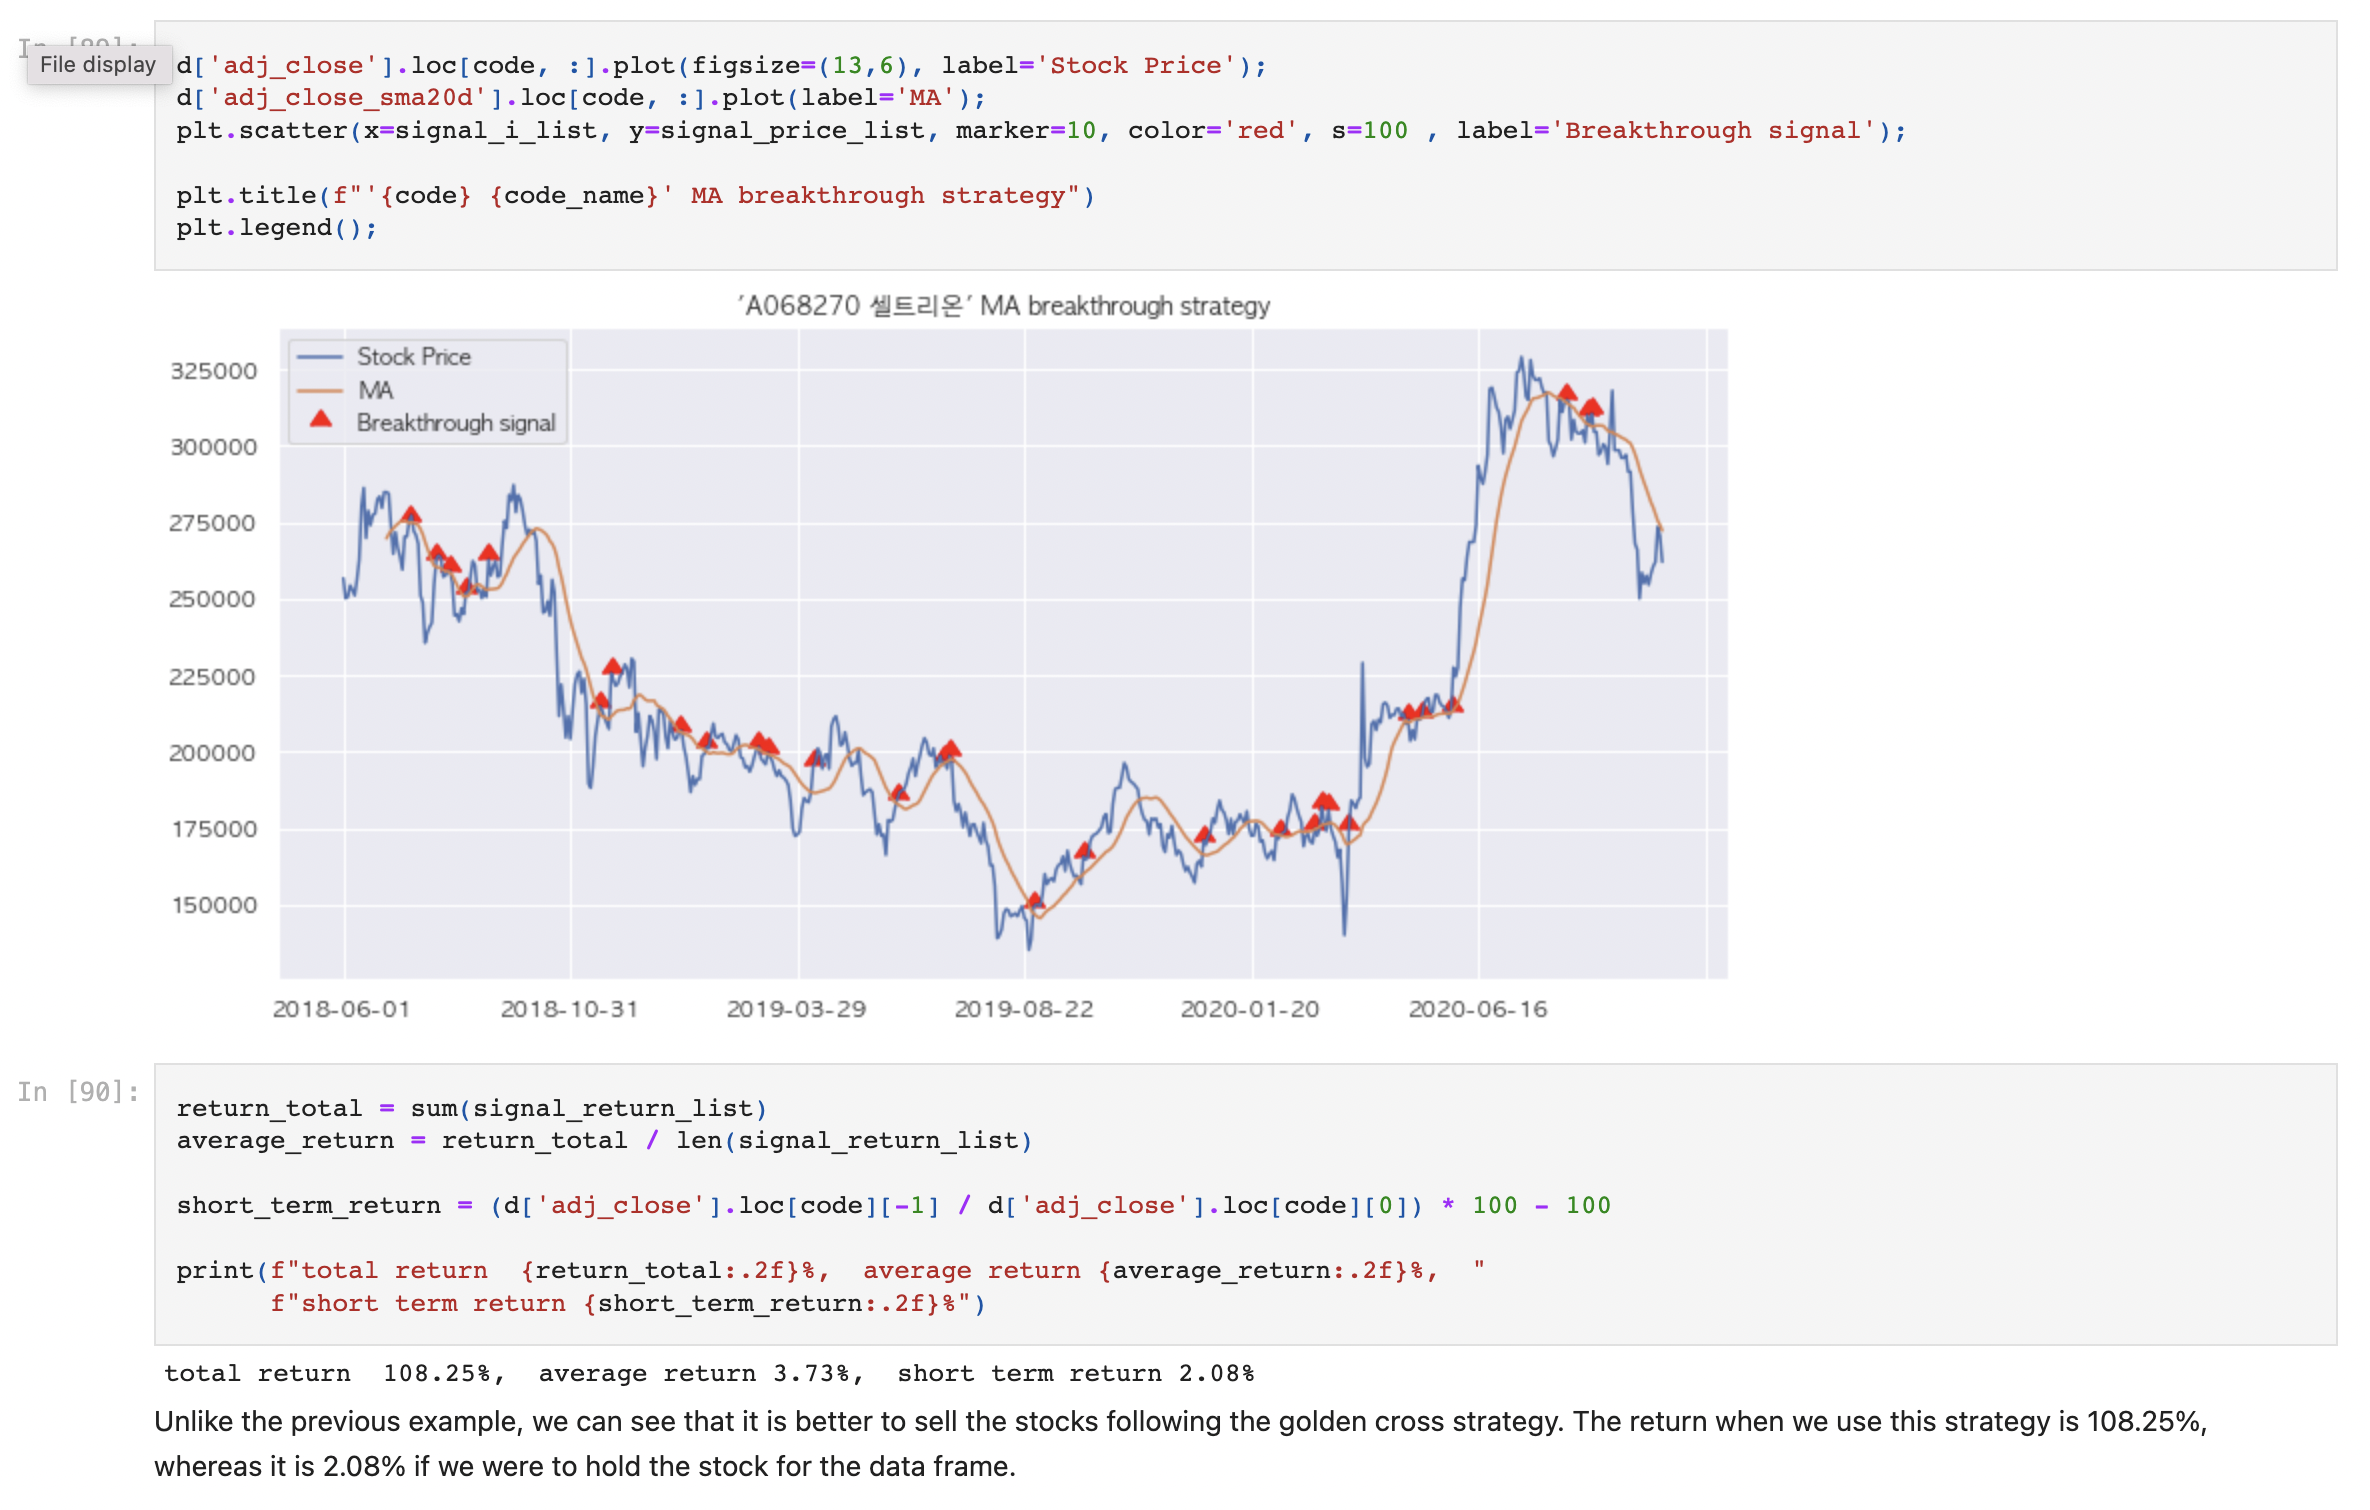 File display
d['adj_close'].loc[code, :].plot(figsize=(13,6), label='Stock Price');
d['adj_close_sma20d'].loc[code, :].plot(label='MA');
plt.scatter(x=signal_i_list, y=signal_price_list, marker=10, color='red', s=100 , label='Breakthrough signal');
plt.title(f"'{code} {code_name}' MA breakthrough strategy")
plt.legend();
'A068270 셀트리온' MA breakthrough strategy
Stock Price
MA
Breakthrough signal
325000
300000
275000
250000
225000
200000
175000
150000
2018-06-01 2018-10-31 2019-03-29 2019-08-22 2020-01-20 2020-06-16
In [90]:
return_total = sum(signal_return_list)
average_return = return_total / len(signal_return_list)
short_term_return = (d['adj_close'].loc[code][-1] / d['adj_close'].loc[code][0]) * 100 - 100
print(f"total return  {return_total:.2f}%,  average return {average_return:.2f}%,  "
f"short term return {short_term_return:.2f}%")
total return  108.25%,  average return 3.73%,  short term return 2.08%
Unlike the previous example, we can see that it is better to sell the stocks following the golden cross strategy. The return when we use this strategy is 108.25%,
whereas it is 2.08% if we were to hold the stock for the data frame.